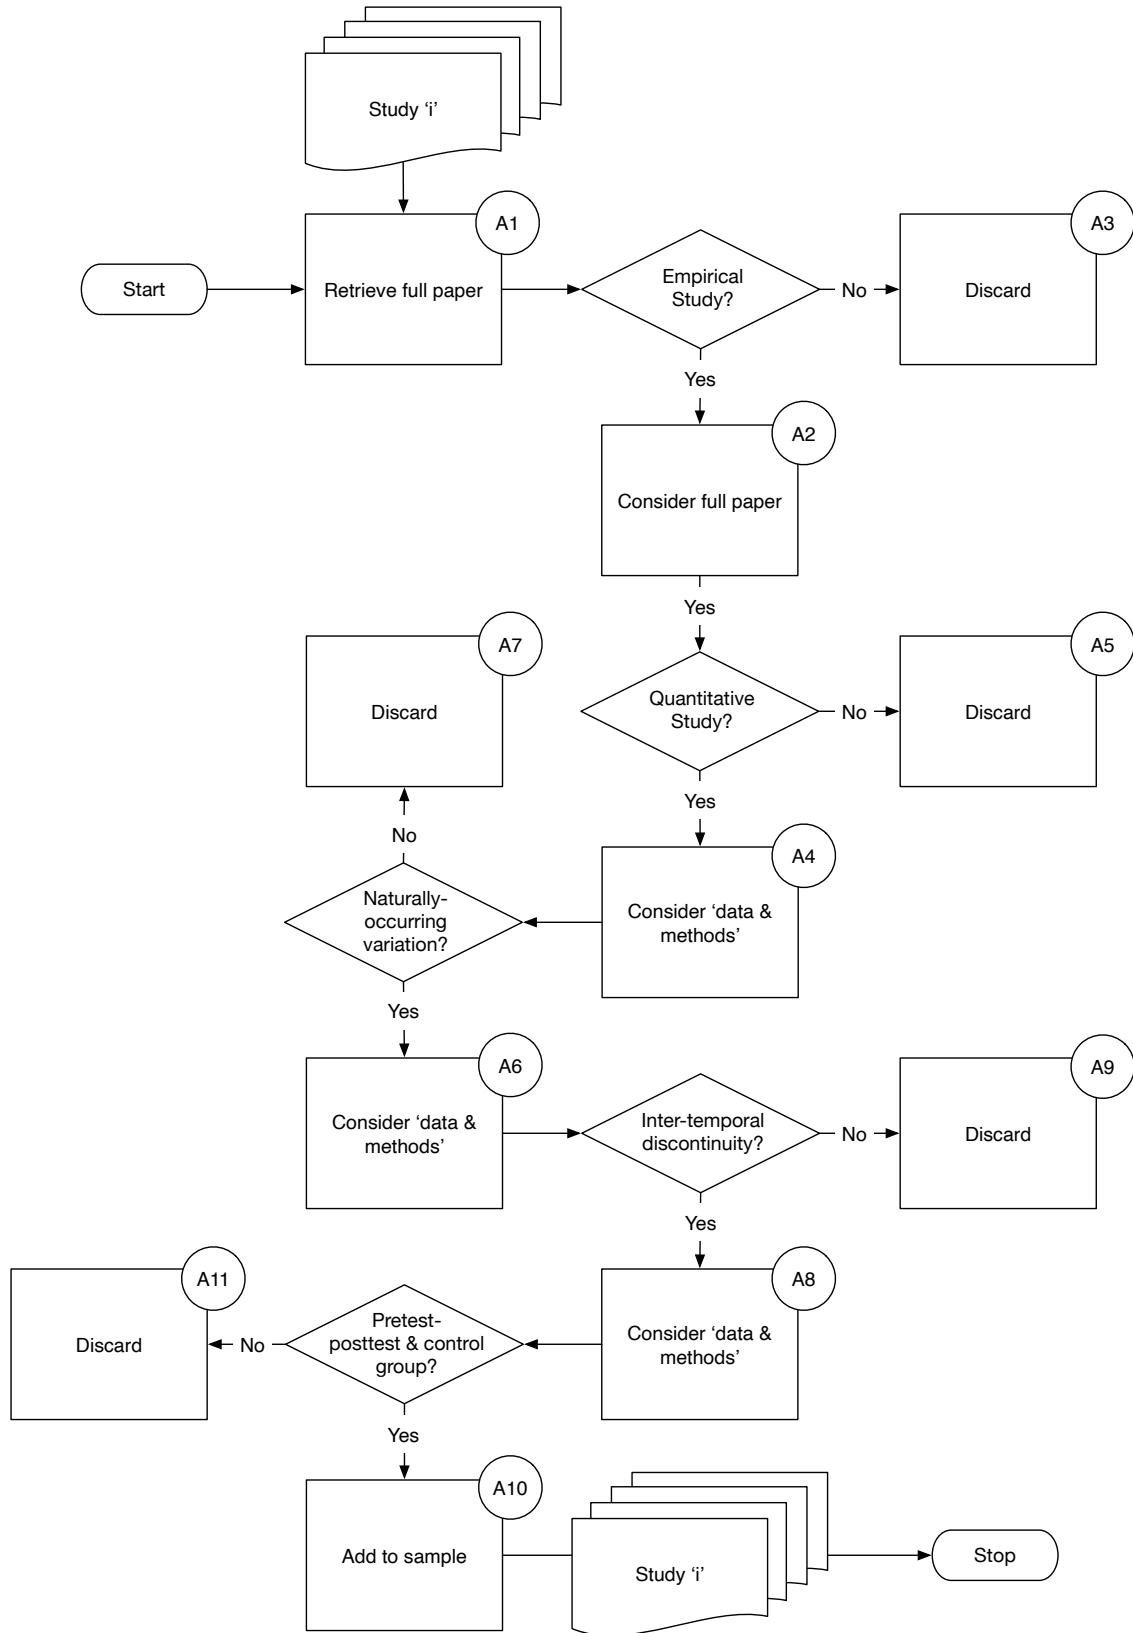 Study ‘i’
A1
A3
Start
Retrieve full paper
Empirical
Study?
No
Discard
Yes
A2
Consider full paper
Yes
A7
A5
Discard
Quantitative
Study?
No
Discard
Yes
No
A4
Naturally-
occurring
variation?
Consider ‘data &
methods’
Yes
A6
A9
Consider ‘data &
methods’
Inter-temporal
discontinuity?
No
Discard
Yes
A11
A8
Discard
No
Pretest-
posttest & control
group?
Consider ‘data &
methods’
Yes
A10
Add to sample
Study ‘i’
Stop